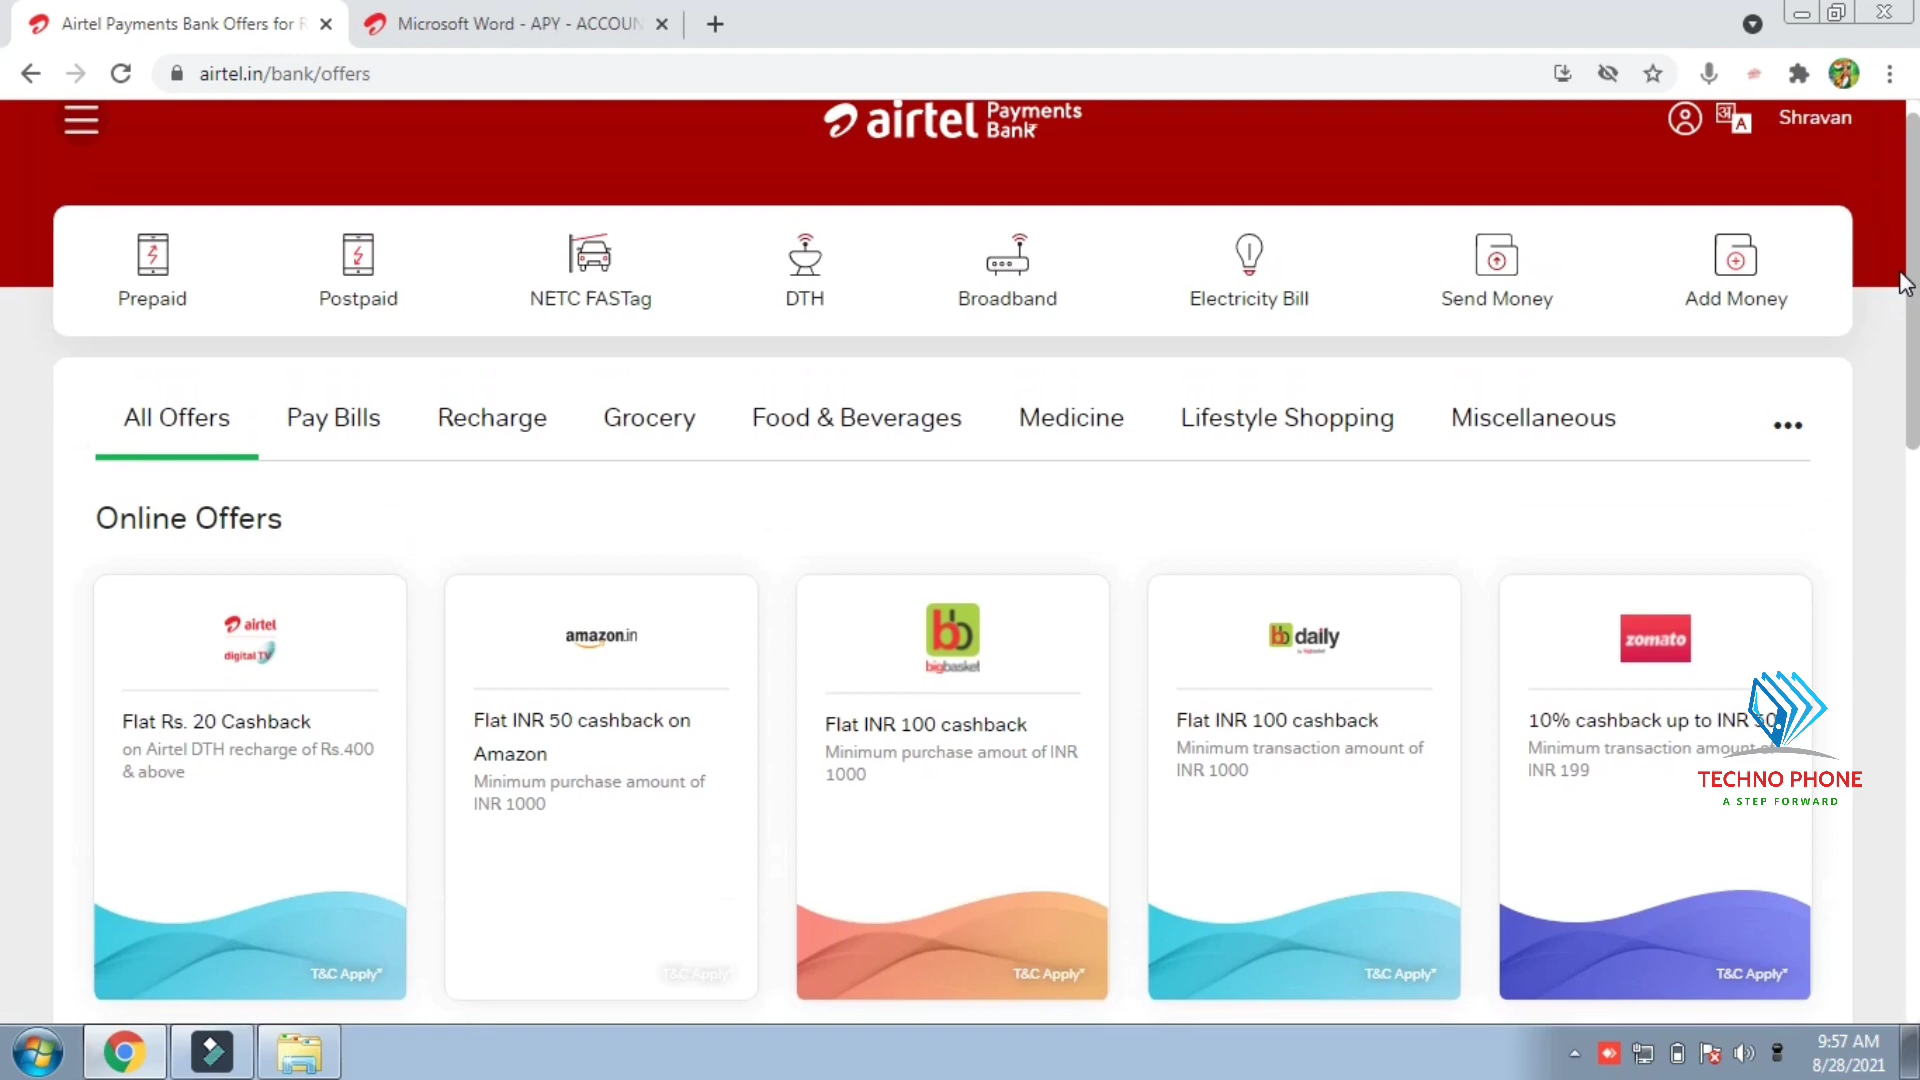 Airtel Payments Bank Offers for
Microsoft Word - APY - ACCOUN
airtel.in/bank/offers
airtel Payments Bank
अ A
Shravan
Prepaid
Postpaid
NETC FASTag
DTH
Broadband
Electricity Bill
Send Money
Add Money
All Offers
Pay Bills
Recharge
Grocery
Food & Beverages
Medicine
Lifestyle Shopping
Miscellaneous
Online Offers
airtel
digital TV
Flat Rs. 20 Cashback
on Airtel DTH recharge of Rs.400
& above
T&C Apply*
amazon.in
Flat INR 50 cashback on
Amazon
Minimum purchase amount of
INR 1000
T&C Apply*
bb
bigbasket
Flat INR 100 cashback
Minimum purchase amout of INR
1000
T&C Apply*
bb daily
by bigbasket
Flat INR 100 cashback
Minimum transaction amount of
INR 1000
T&C Apply*
zomato
10% cashback up to INR
Minimum transaction amount of
INR 199
T&C Apply*
TECHNO PHONE
A STEP FORWARD
9:57 AM
8/28/2021